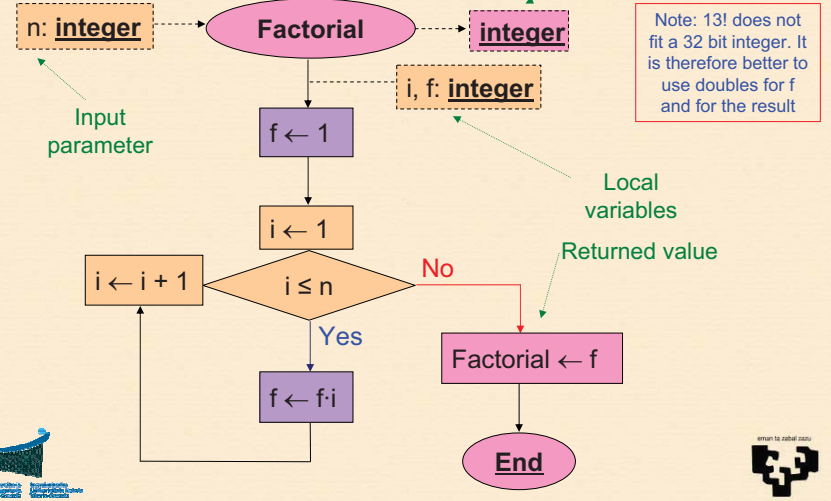 n: integer
Factorial
integer
Note: 13! does not
fit a 32 bit integer. It
is therefore better to
use doubles for f
and for the result
i, f: integer
Input
parameter
f ← 1
Local
variables
i ← 1
Returned value
i ← i + 1
i ≤ n
No
Yes
Factorial ← f
f ← f·i
End
eman ta zabal zazu